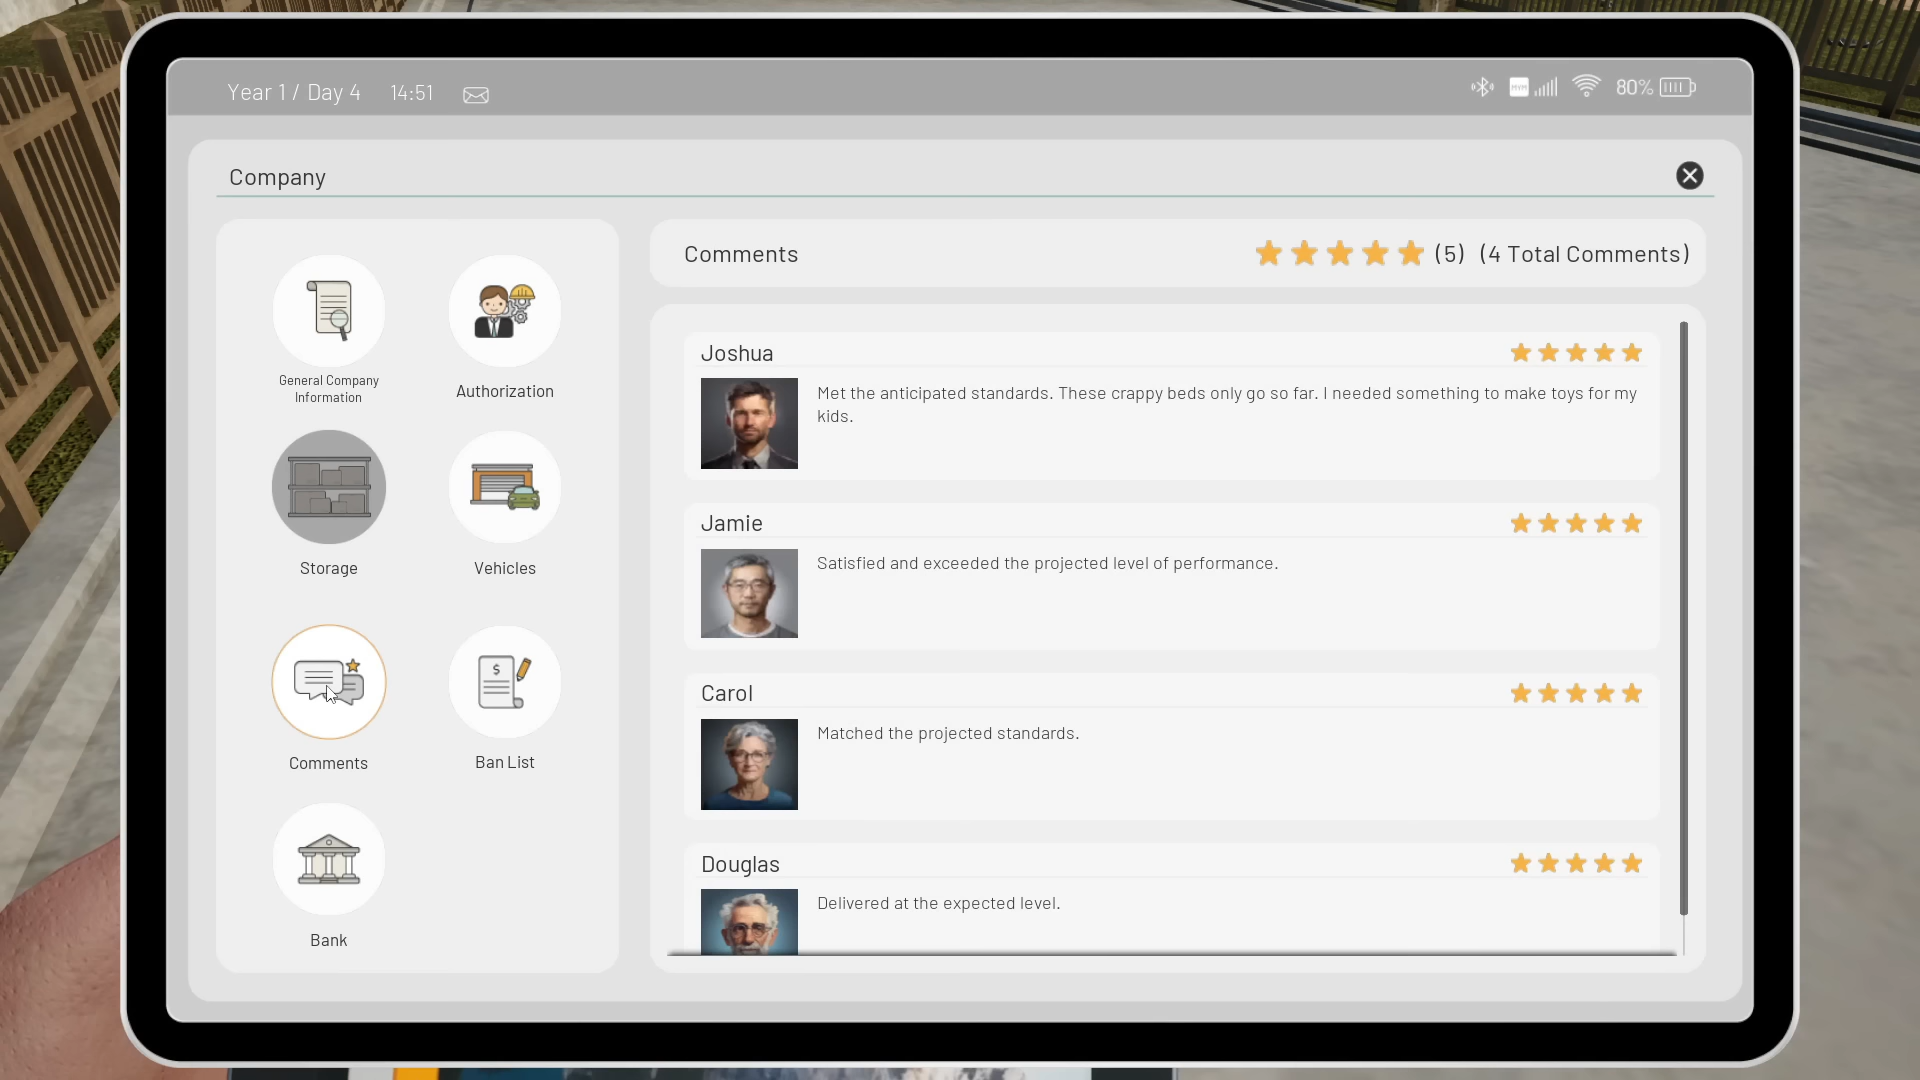 Year 1 / Day 4 14:51
80%
Company
General Company
Information
Authorization
Storage
Vehicles
Comments
Ban List
Bank
Comments (5) (4 Total Comments)
Joshua
Met the anticipated standards. These crappy beds only go so far. I needed something to make toys for my
kids.
Jamie
Satisfied and exceeded the projected level of performance.
Carol
Matched the projected standards.
Douglas
Delivered at the expected level.